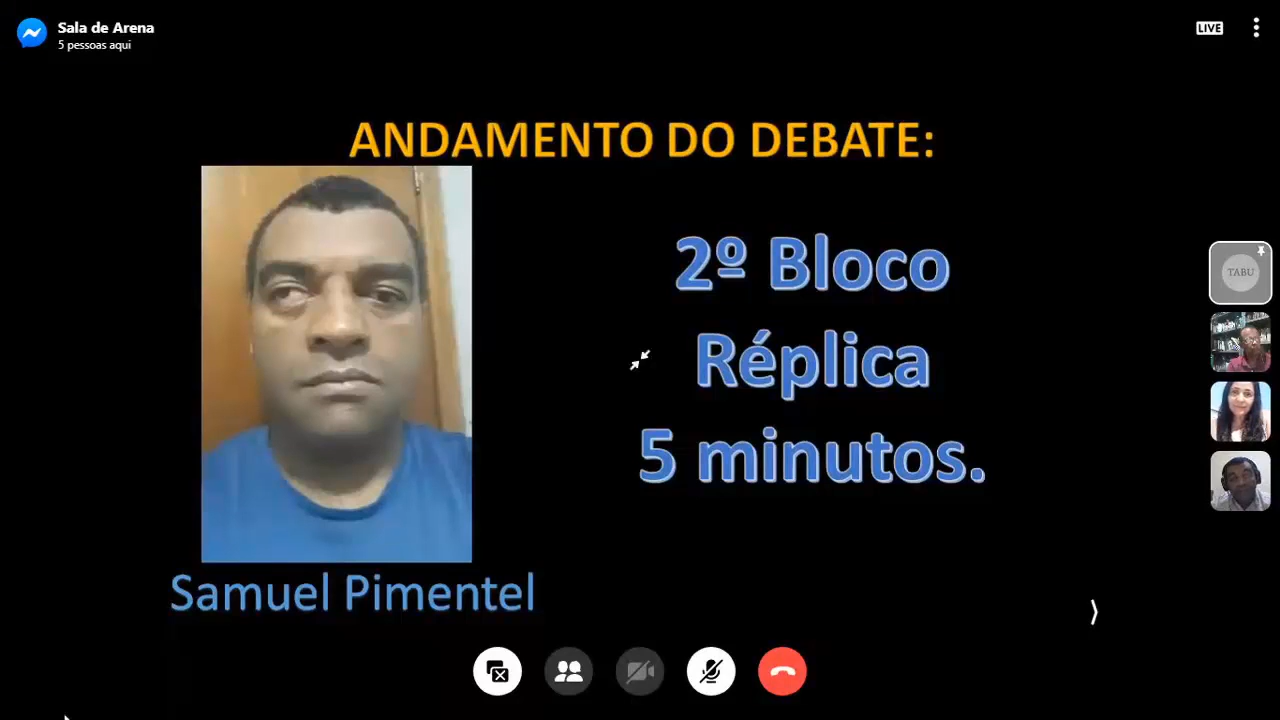 Sala de Arena
5 pessoas aqui
LIVE
ANDAMENTO DO DEBATE:
2º Bloco
Réplica
5 minutos.
TABU
Samuel Pimentel